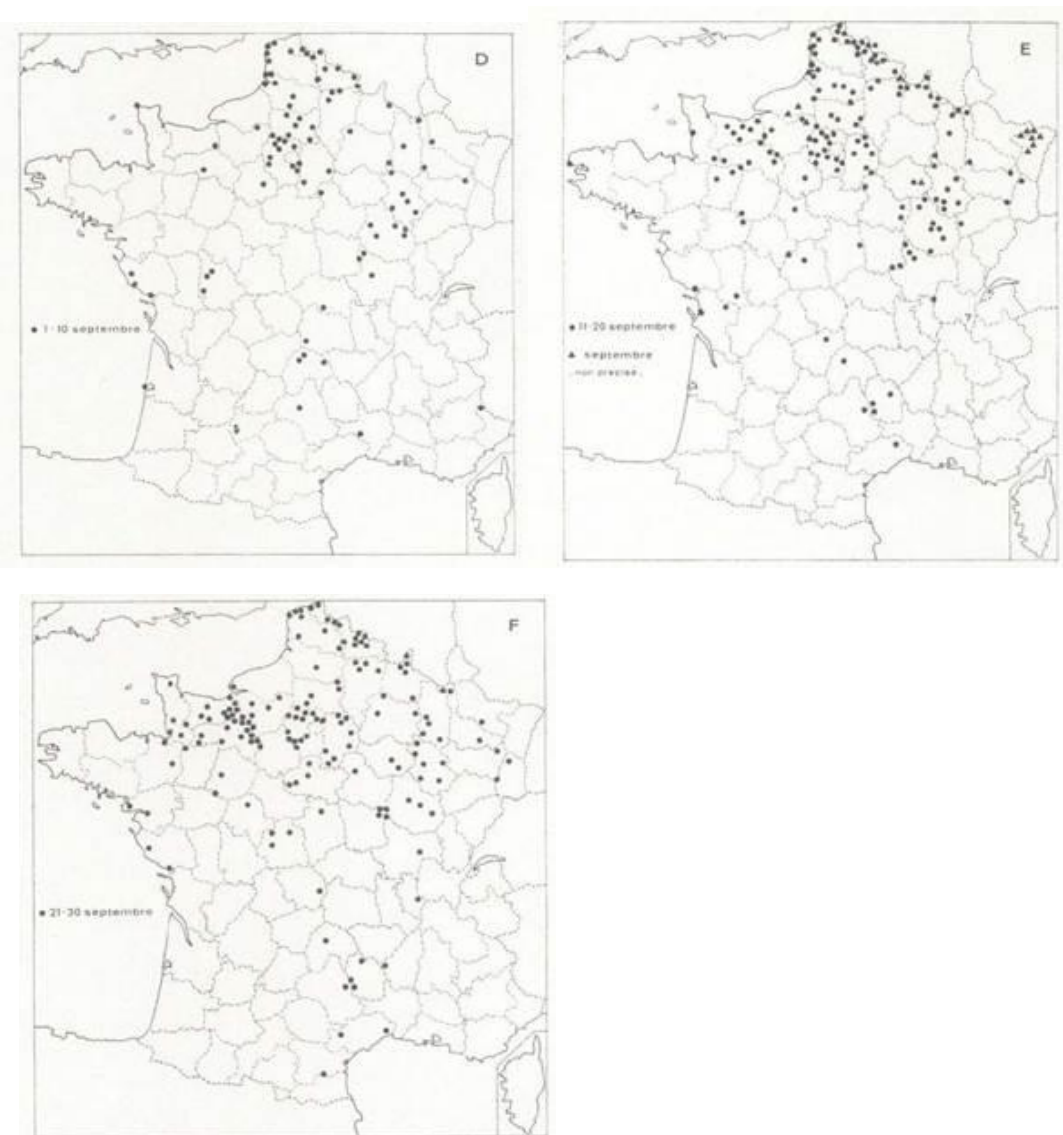 D
• 1-10 septembre
E
• 11-20 septembre
▲ septembre
non précisé
?
F
• 21-30 septembre